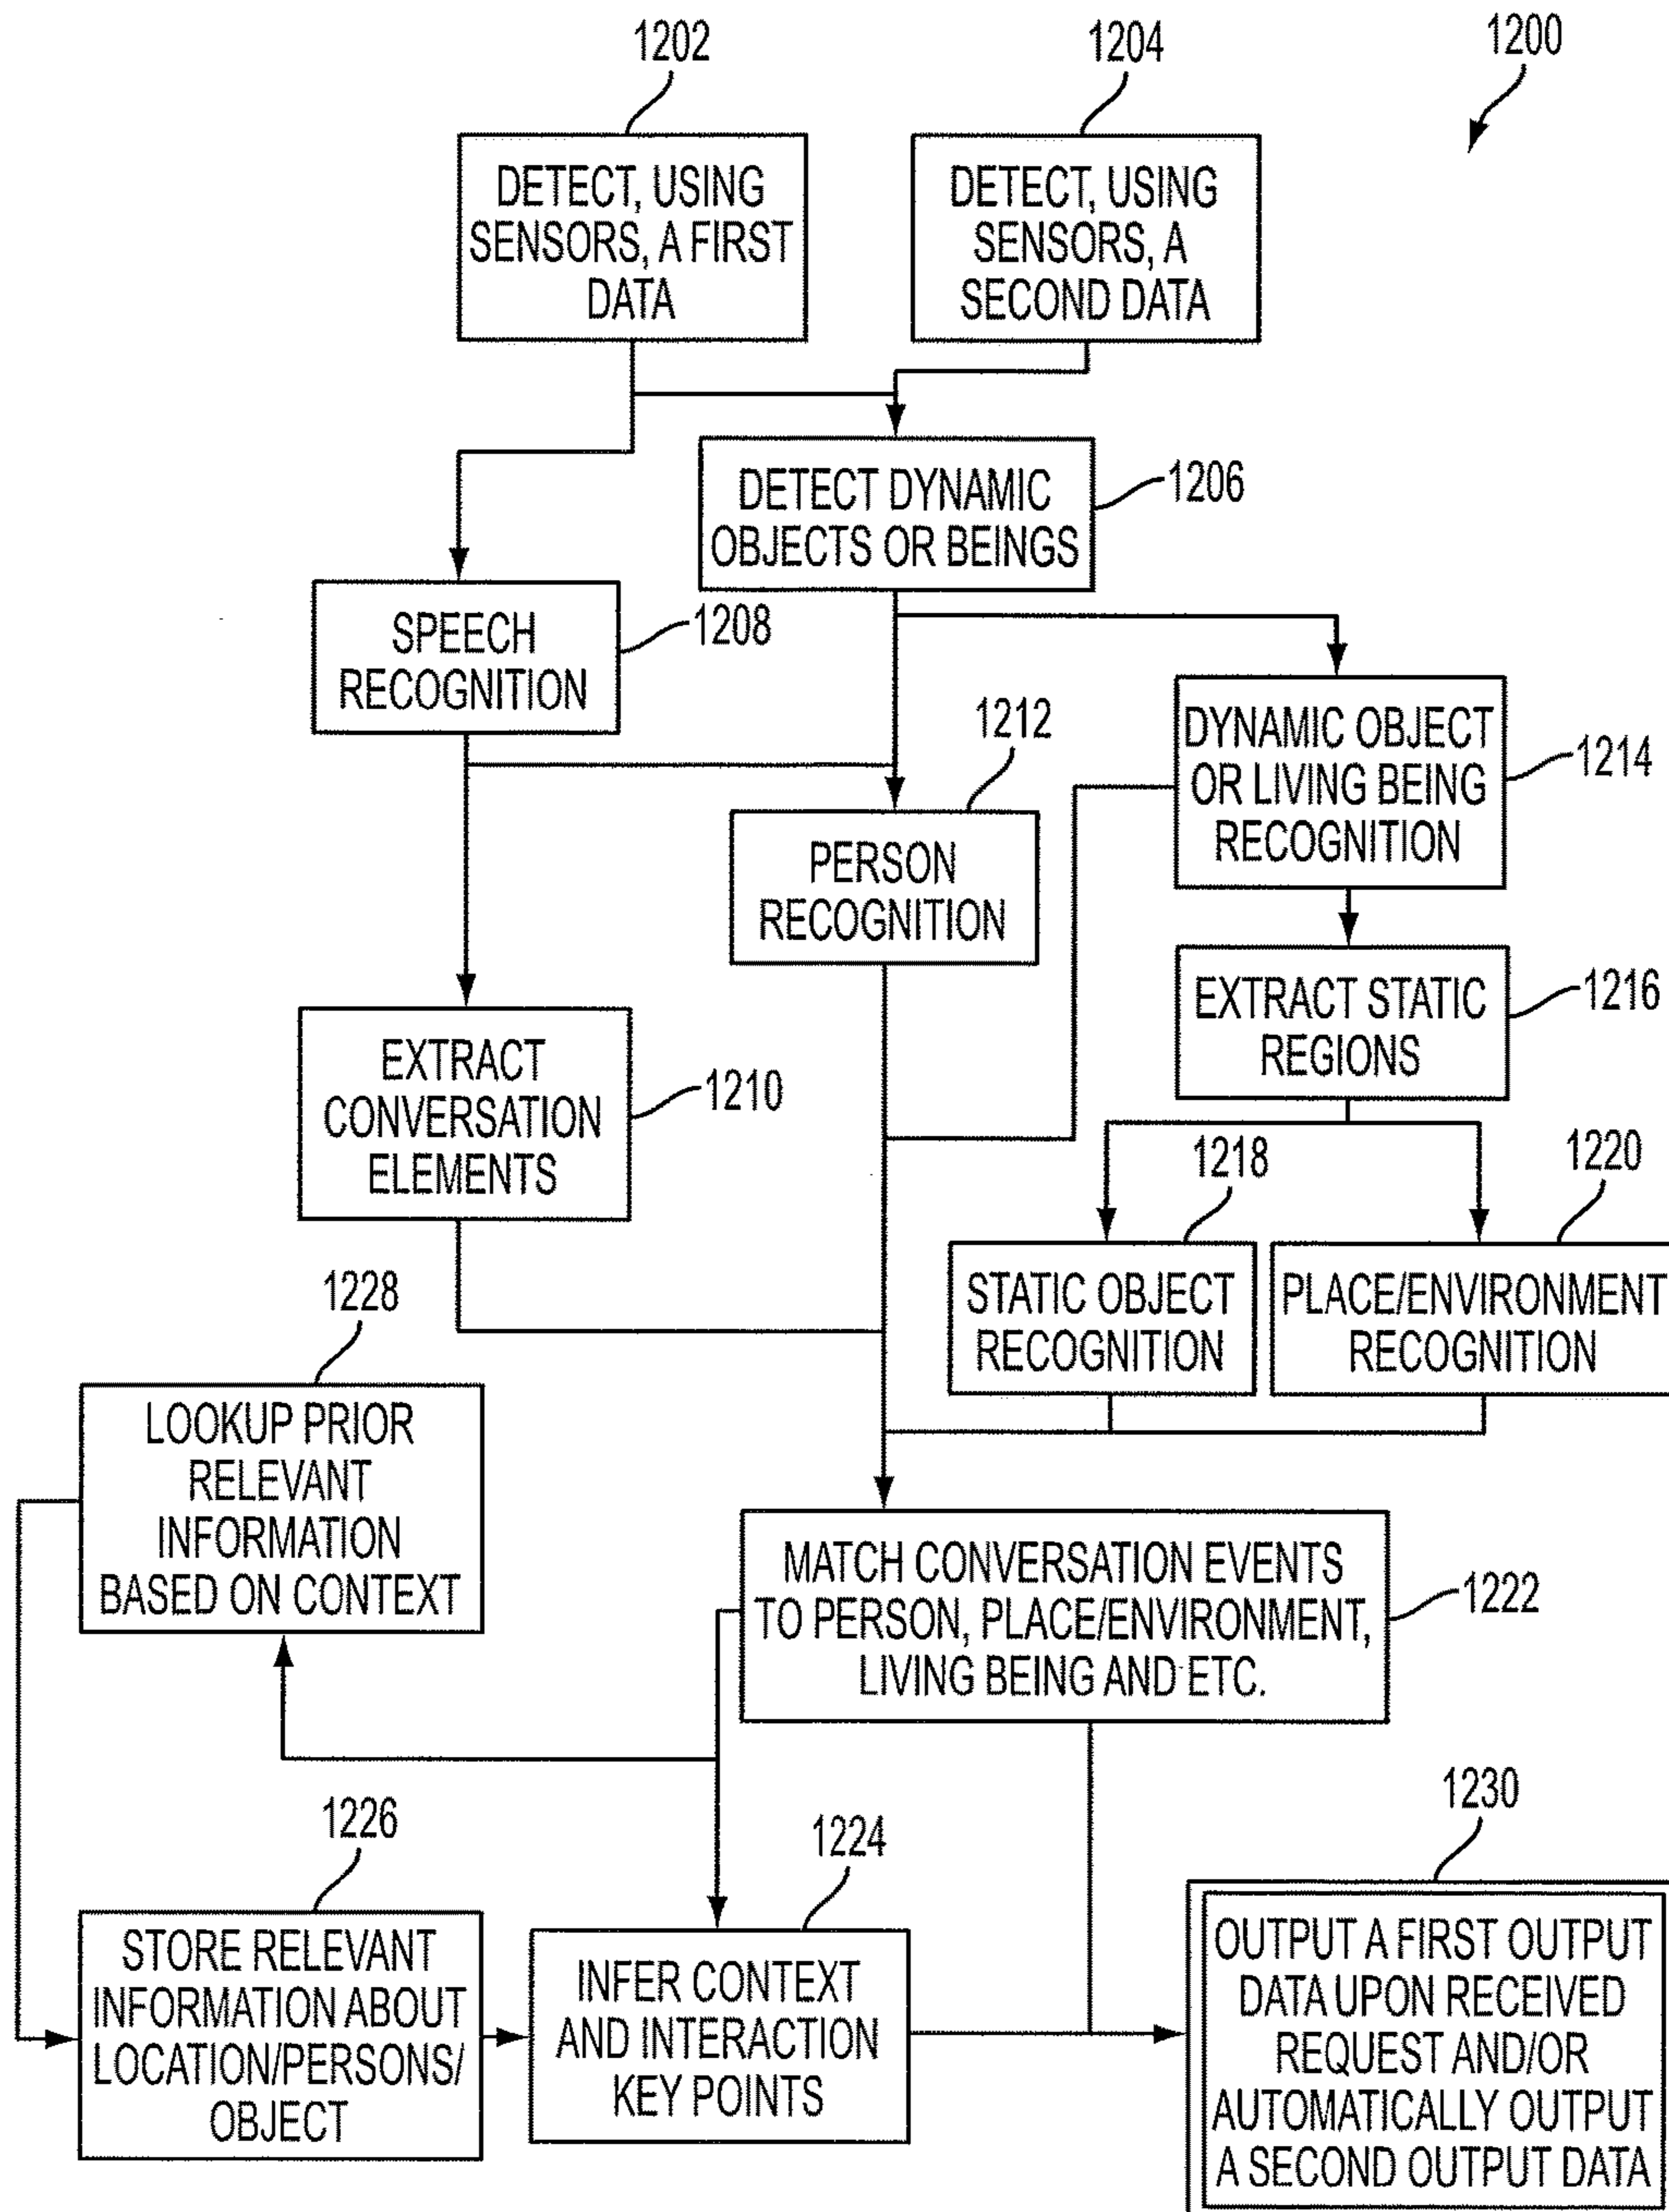 1202
1204
1200
DETECT, USING
SENSORS, A FIRST
DATA
DETECT, USING
SENSORS, A
SECOND DATA
DETECT DYNAMIC
OBJECTS OR BEINGS
1206
SPEECH
RECOGNITION
1208
1212
DYNAMIC OBJECT
OR LIVING BEING
RECOGNITION
1214
PERSON
RECOGNITION
EXTRACT STATIC
REGIONS
1216
EXTRACT
CONVERSATION
ELEMENTS
1210
1218
1220
STATIC OBJECT
RECOGNITION
PLACE/ENVIRONMENT
RECOGNITION
1228
LOOKUP PRIOR
RELEVANT
INFORMATION
BASED ON CONTEXT
MATCH CONVERSATION EVENTS
TO PERSON, PLACE/ENVIRONMENT,
LIVING BEING AND ETC.
1222
1226
1224
1230
STORE RELEVANT
INFORMATION ABOUT
LOCATION/PERSONS/
OBJECT
INFER CONTEXT
AND INTERACTION
KEY POINTS
OUTPUT A FIRST OUTPUT
DATA UPON RECEIVED
REQUEST AND/OR
AUTOMATICALLY OUTPUT
A SECOND OUTPUT DATA